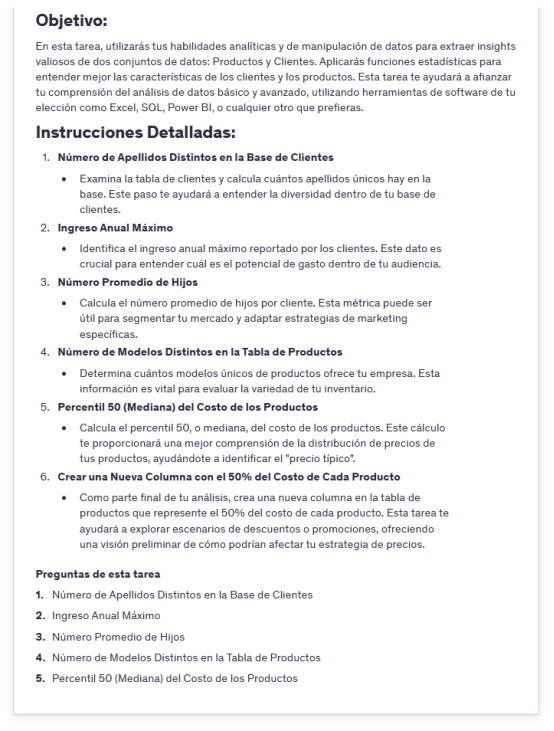 Objetivo:
En esta tarea, utilizarás tus habilidades analíticas y de manipulación de datos para extraer insights
valiosos de dos conjuntos de datos: Productos y Clientes. Aplicarás funciones estadísticas para
entender mejor las características de los clientes y los productos. Esta tarea te ayudará a afianzar
tu comprensión del análisis de datos básico y avanzado, utilizando herramientas de software de tu
elección como Excel, SQL, Power BI, o cualquier otro que prefieras.
Instrucciones Detalladas:
1. Número de Apellidos Distintos en la Base de Clientes
• Examina la tabla de clientes y calcula cuántos apellidos únicos hay en la
base. Este paso te ayudará a entender la diversidad dentro de tu base de
clientes.
2. Ingreso Anual Máximo
• Identifica el ingreso anual máximo reportado por los clientes. Este dato es
crucial para entender cuál es el potencial de gasto dentro de tu audiencia.
3. Número Promedio de Hijos
• Calcula el número promedio de hijos por cliente. Esta métrica puede ser
útil para segmentar tu mercado y adaptar estrategias de marketing
específicas.
4. Número de Modelos Distintos en la Tabla de Productos
• Determina cuántos modelos únicos de productos ofrece tu empresa. Esta
información es vital para evaluar la variedad de tu inventario.
5. Percentil 50 (Mediana) del Costo de los Productos
• Calcula el percentil 50, o mediana, del costo de los productos. Este cálculo
te proporcionará una mejor comprensión de la distribución de precios de
tus productos, ayudándote a identificar el "precio típico".
6. Crear una Nueva Columna con el 50% del Costo de Cada Producto
• Como parte final de tu análisis, crea una nueva columna en la tabla de
productos que represente el 50% del costo de cada producto. Esta tarea te
ayudará a explorar escenarios de descuentos o promociones, ofreciendo
una visión preliminar de cómo podrían afectar tu estrategia de precios.
Preguntas de esta tarea
1. Número de Apellidos Distintos en la Base de Clientes
2. Ingreso Anual Máximo
3. Número Promedio de Hijos
4. Número de Modelos Distintos en la Tabla de Productos
5. Percentil 50 (Mediana) del Costo de los Productos